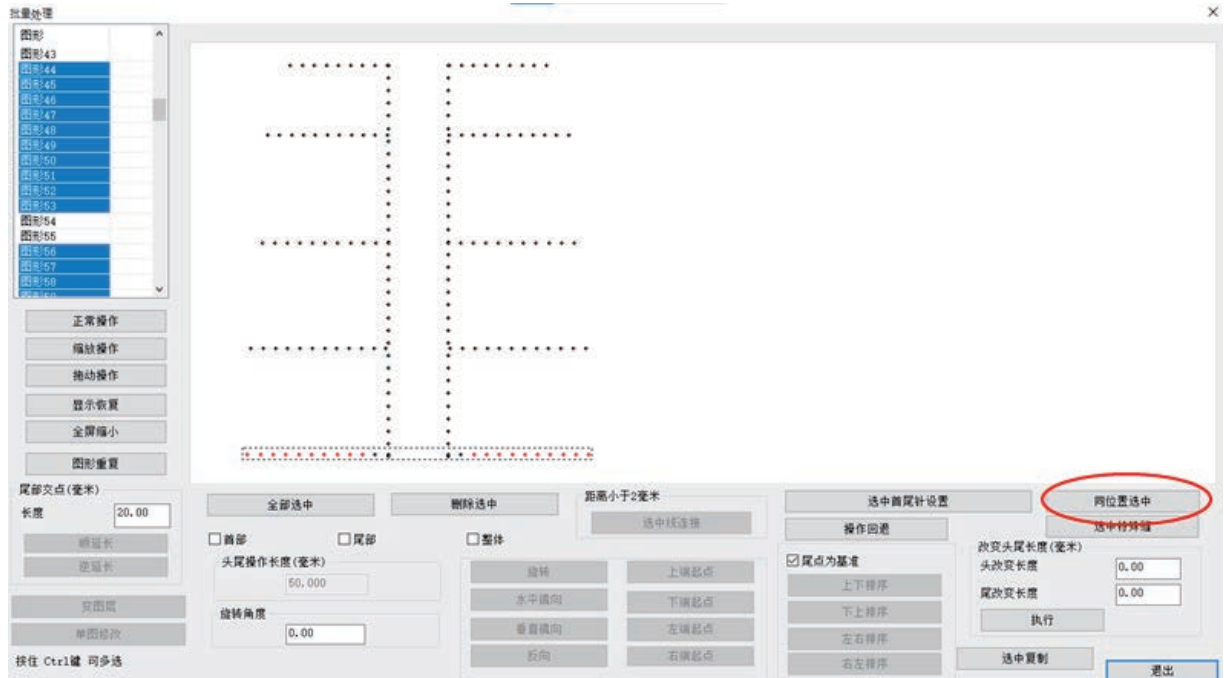 批量处理
图形
图形43
图形44
图形45
图形46
图形47
图形48
图形49
图形50
图形51
图形52
图形53
图形54
图形55
图形56
图形57
图形58
正常操作
缩放操作
拖动操作
显示恢复
全屏缩小
图形重复
尾部交点(毫米)
长度
20.00
顺延长
逆延长
变图层
单图修改
按住 Ctrl键 可多选
全部选中
删除选中
首部
尾部
整体
头尾操作长度(毫米)
50.000
旋转角度
0.00
距离小于2毫米
选中线连接
旋转
水平镜向
垂直镜向
反向
上端起点
下端起点
左端起点
右端起点
选中首尾针设置
操作回退
尾点为基准
上下排序
下上排序
左右排序
右左排序
同位置选中
选中特殊缝
改变头尾长度(毫米)
头改变长度
0.00
尾改变长度
0.00
执行
选中复制
退出